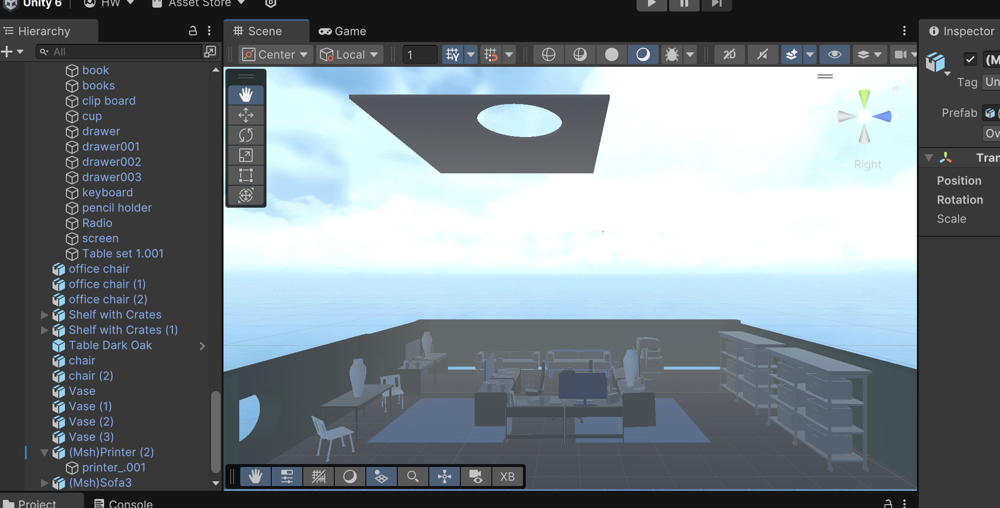 Unity 6 HW Asset Store
Hierarchy
All
book
books
clip board
cup
drawer
drawer001
drawer002
drawer003
keyboard
pencil holder
Radio
screen
Table set 1.001
office chair
office chair (1)
office chair (2)
Shelf with Crates
Shelf with Crates (1)
Table Dark Oak
chair
chair (2)
Vase
Vase (1)
Vase (2)
Vase (3)
(Msh)Printer (2)
printer_.001
(Msh)Sofa3
Scene Game
Center Local 1 2D
Right
XB
Inspector
(M
Tag Un
Prefab (
Ov
Tran
Position
Rotation
Scale
Project Console